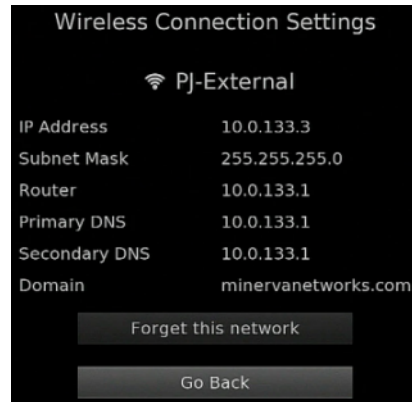 Wireless Connection Settings
PJ-External
IP Address 10.0.133.3
Subnet Mask 255.255.255.0
Router 10.0.133.1
Primary DNS 10.0.133.1
Secondary DNS 10.0.133.1
Domain minervanetworks.com
Forget this network
Go Back